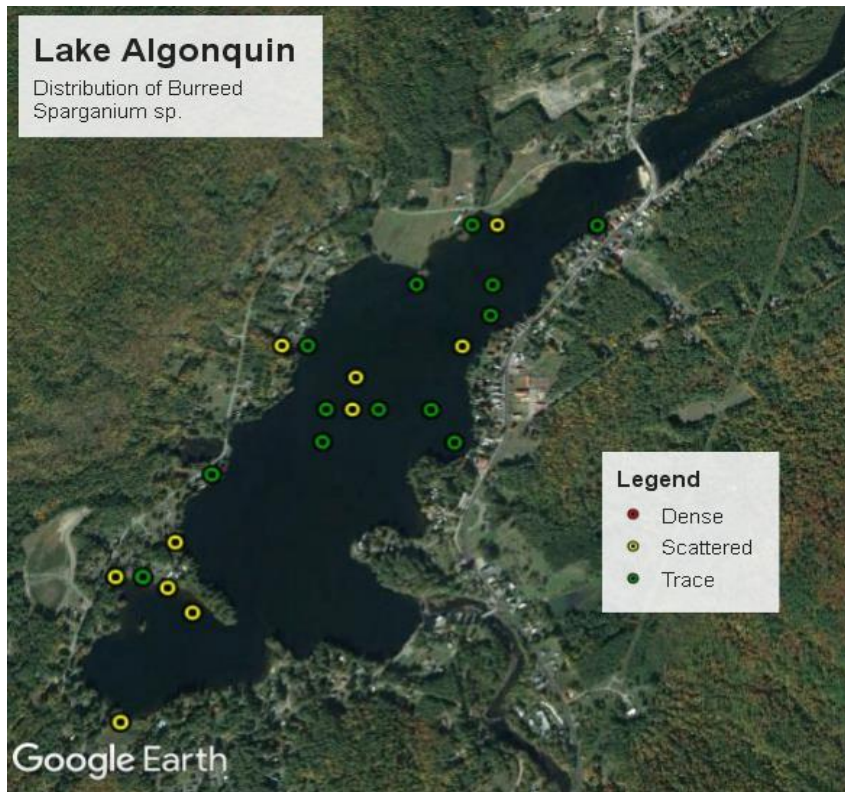 Lake Algonquin
Distribution of Burreed
Sparganium sp.
Legend
Dense
Scattered
Trace
Google Earth